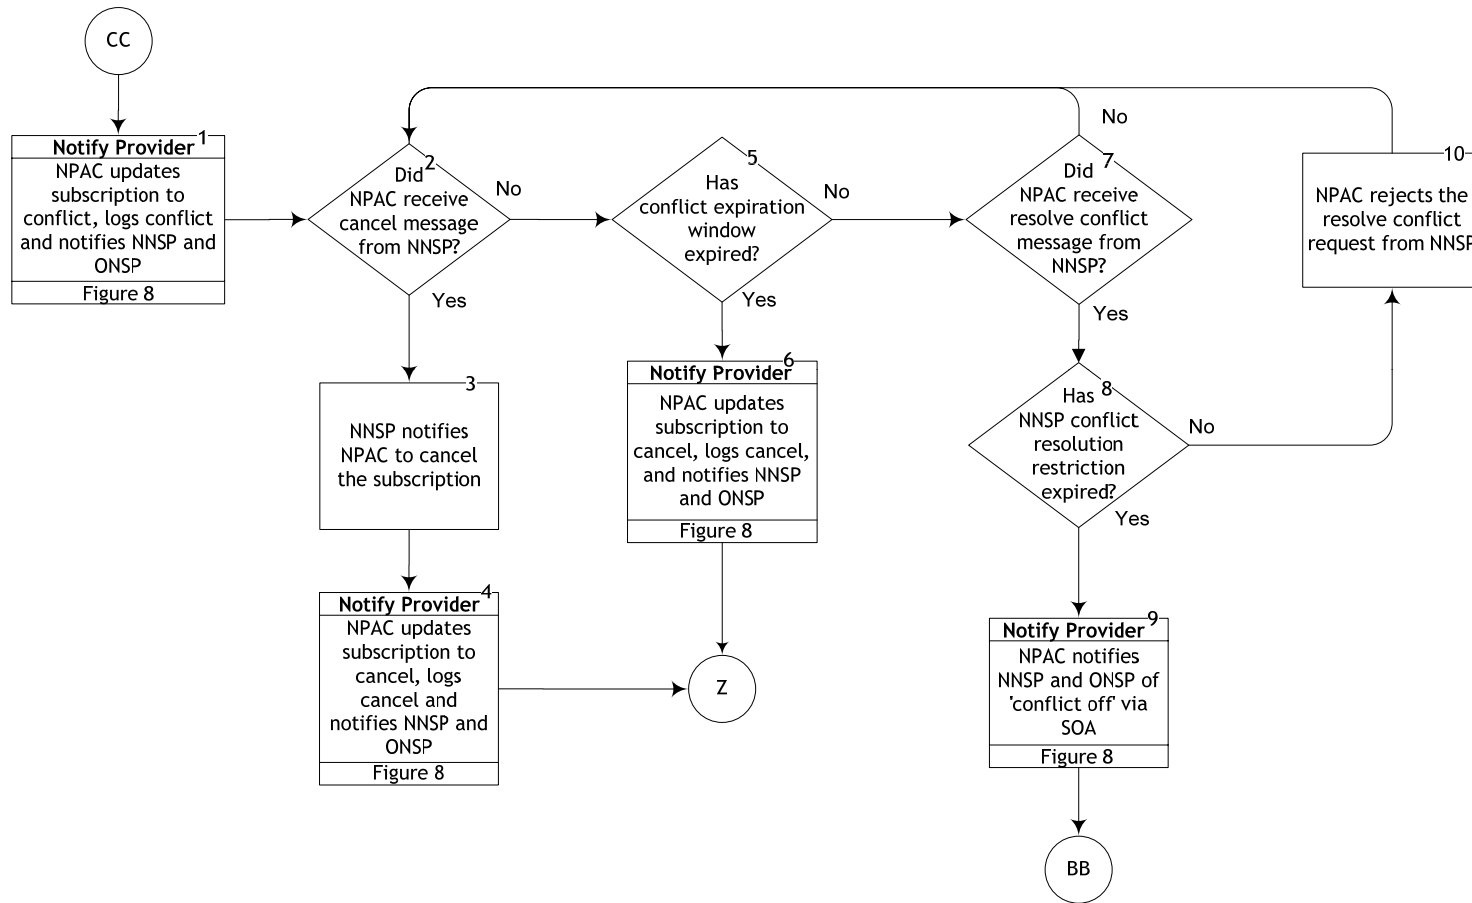 CC
1
Notify Provider
NPAC updates
subscription to
conflict, logs conflict
and notifies NNSP and
ONSP
Figure 8
2
Did
NPAC receive
cancel message
from NNSP?
No
Yes
3
NNSP notifies
NPAC to cancel
the subscription
4
Notify Provider
NPAC updates
subscription to
cancel, logs
cancel and
notifies NNSP and
ONSP
Figure 8
5
Has
conflict expiration
window
expired?
No
Yes
6
Notify Provider
NPAC updates
subscription to
cancel, logs cancel,
and notifies NNSP
and ONSP
Figure 8
Z
7
Did
NPAC receive
resolve conflict
message from
NNSP?
No
Yes
8
Has
NNSP conflict
resolution
restriction
expired?
No
Yes
9
Notify Provider
NPAC notifies
NNSP and ONSP of
'conflict off' via
SOA
Figure 8
BB
10
NPAC rejects the
resolve conflict
request from NNSP